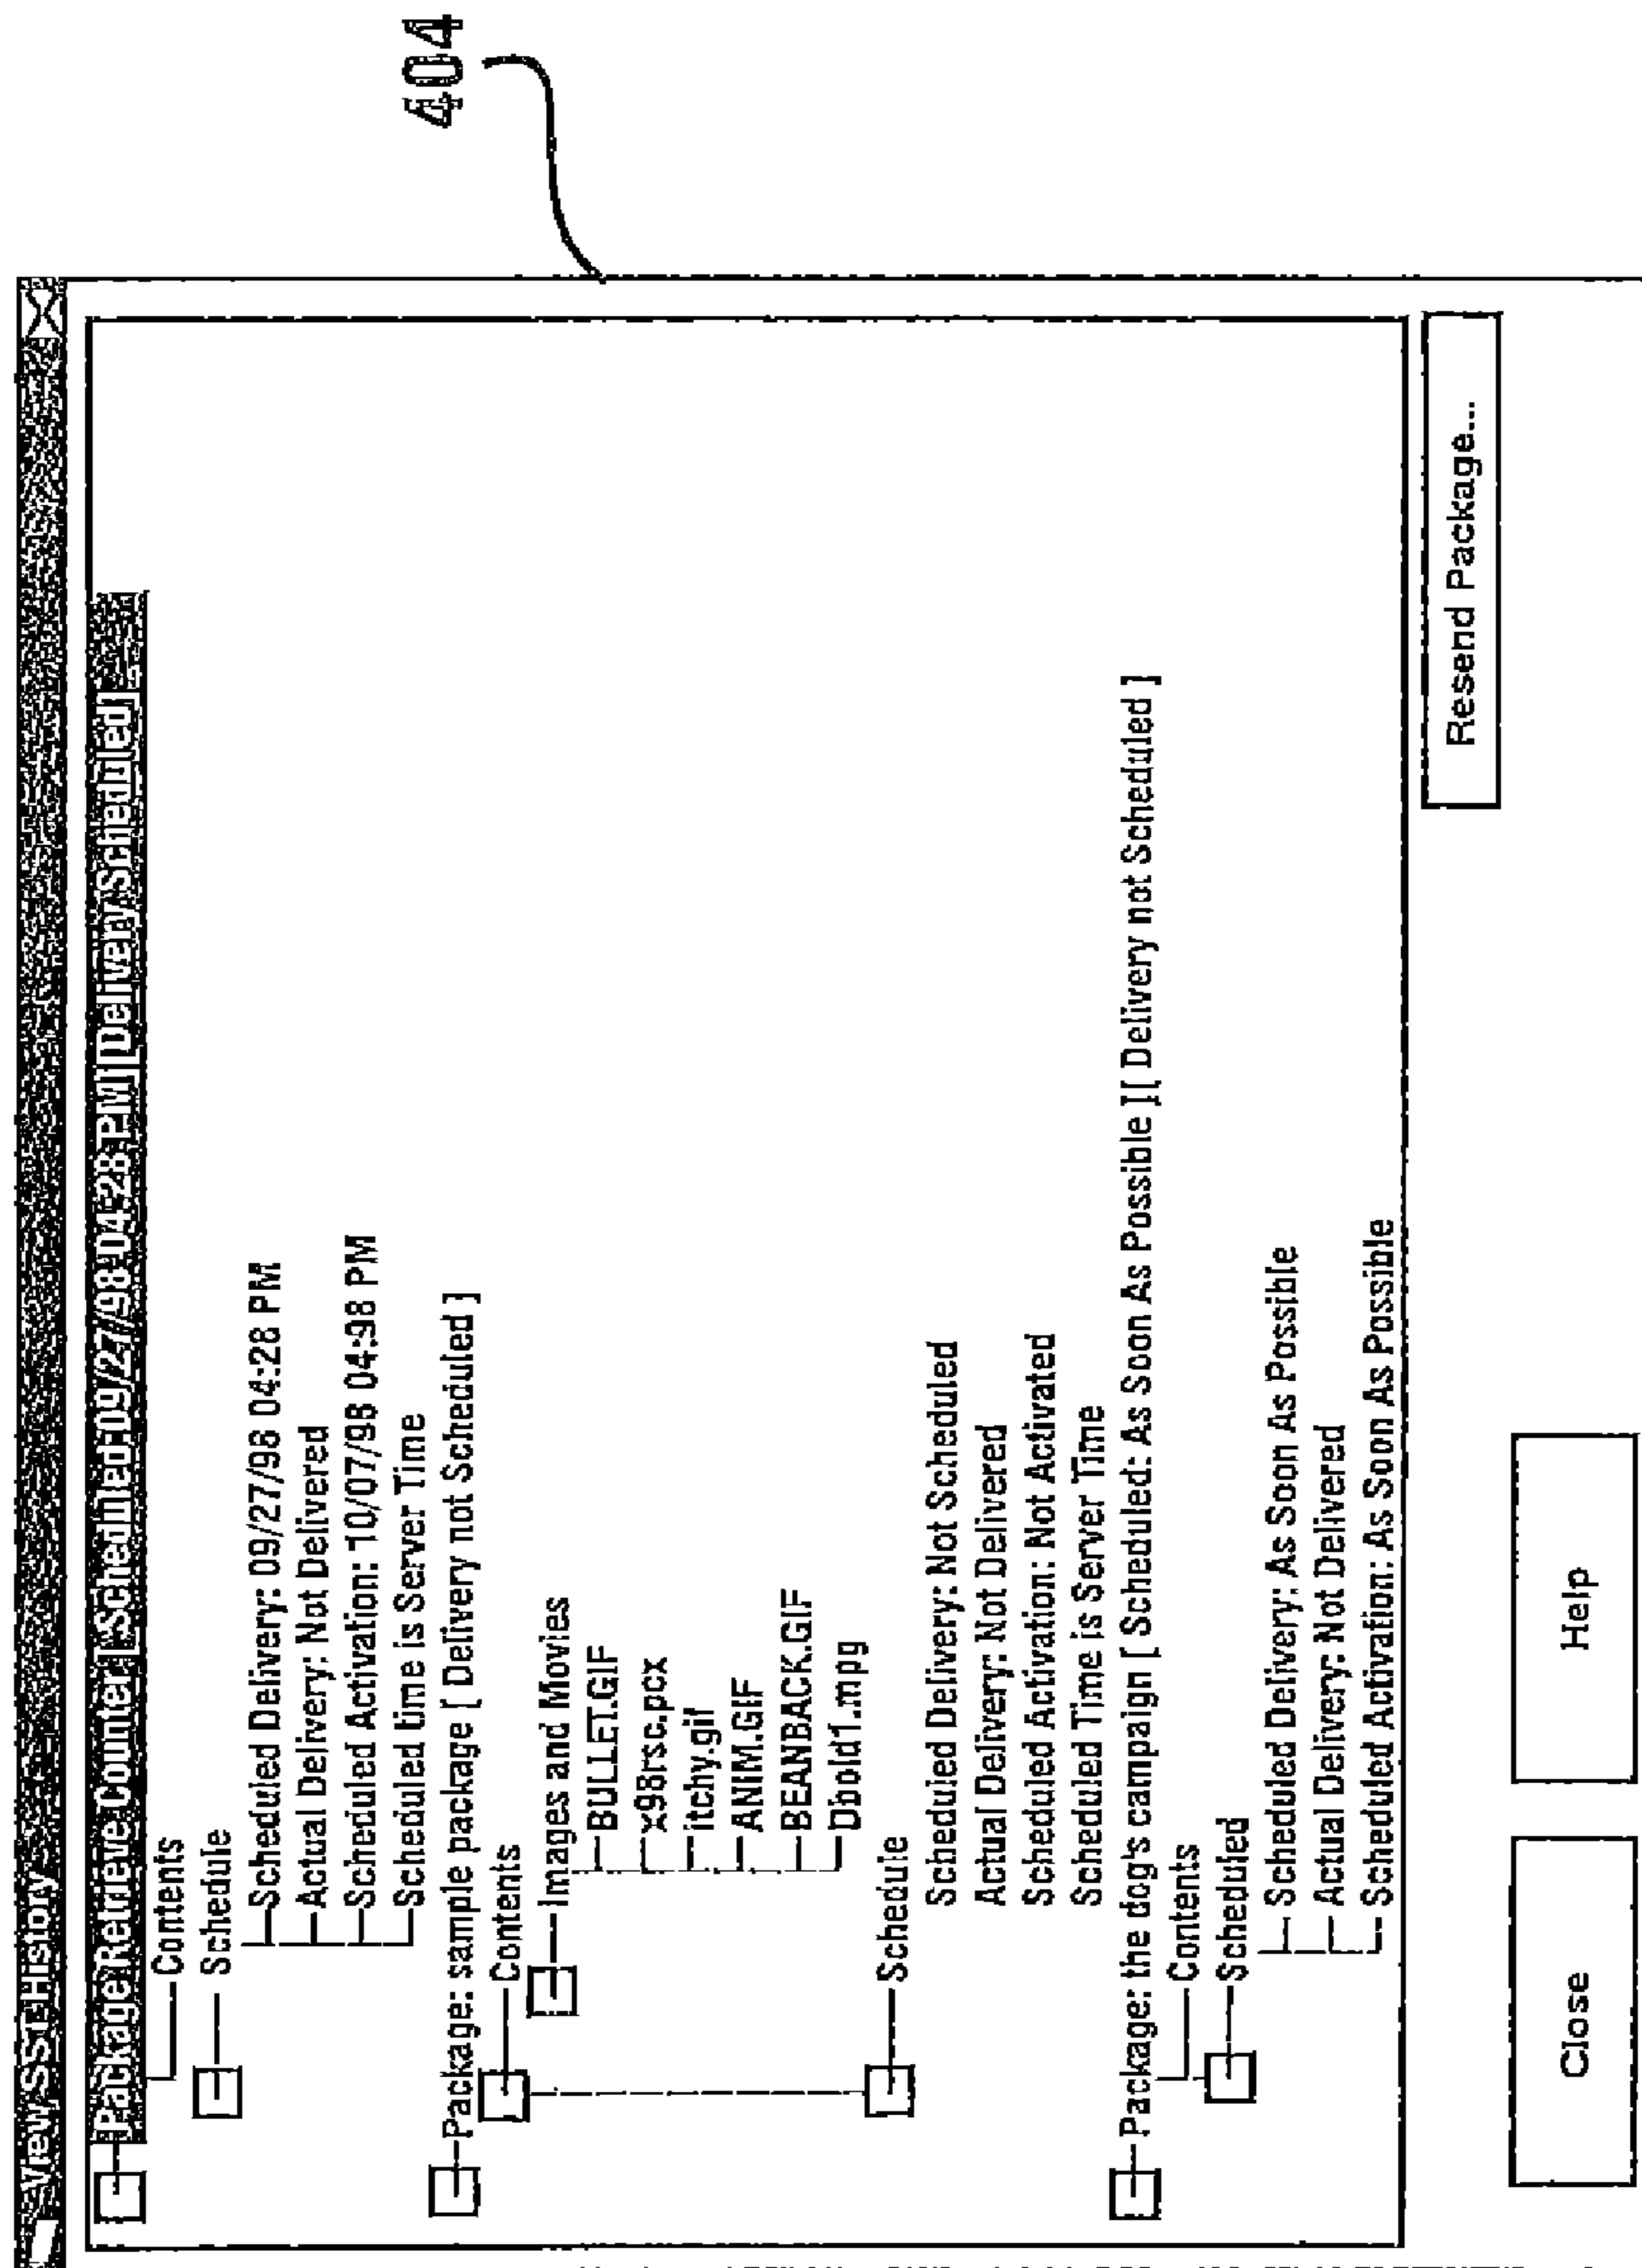 View SST History
Package Retrieve Counter [ Scheduled 09/27/98 04:28 PM ][ Delivery Scheduled ]
Contents
Schedule
Scheduled Delivery: 09/27/98 04:28 PM
Actual Delivery: Not Delivered
Scheduled Activation: 10/07/98 04:98 PM
Scheduled time is Server Time
Package: sample package [ Delivery not Scheduled ]
Contents
Images and Movies
BULLET.GIF
x98rsc.pcx
itchy.gif
ANIM.GIF
BEANBACK.GIF
Dbold1.mpg
Schedule
Scheduled Delivery: Not Scheduled
Actual Delivery: Not Delivered
Scheduled Activation: Not Activated
Scheduled Time is Server Time
Package: the dog's campaign [ Scheduled: As Soon As Possible ][ Delivery not Scheduled ]
Contents
Scheduled
Scheduled Delivery: As Soon As Possible
Actual Delivery: Not Delivered
Scheduled Activation: As Soon As Possible
Resend Package...
Close
Help
404